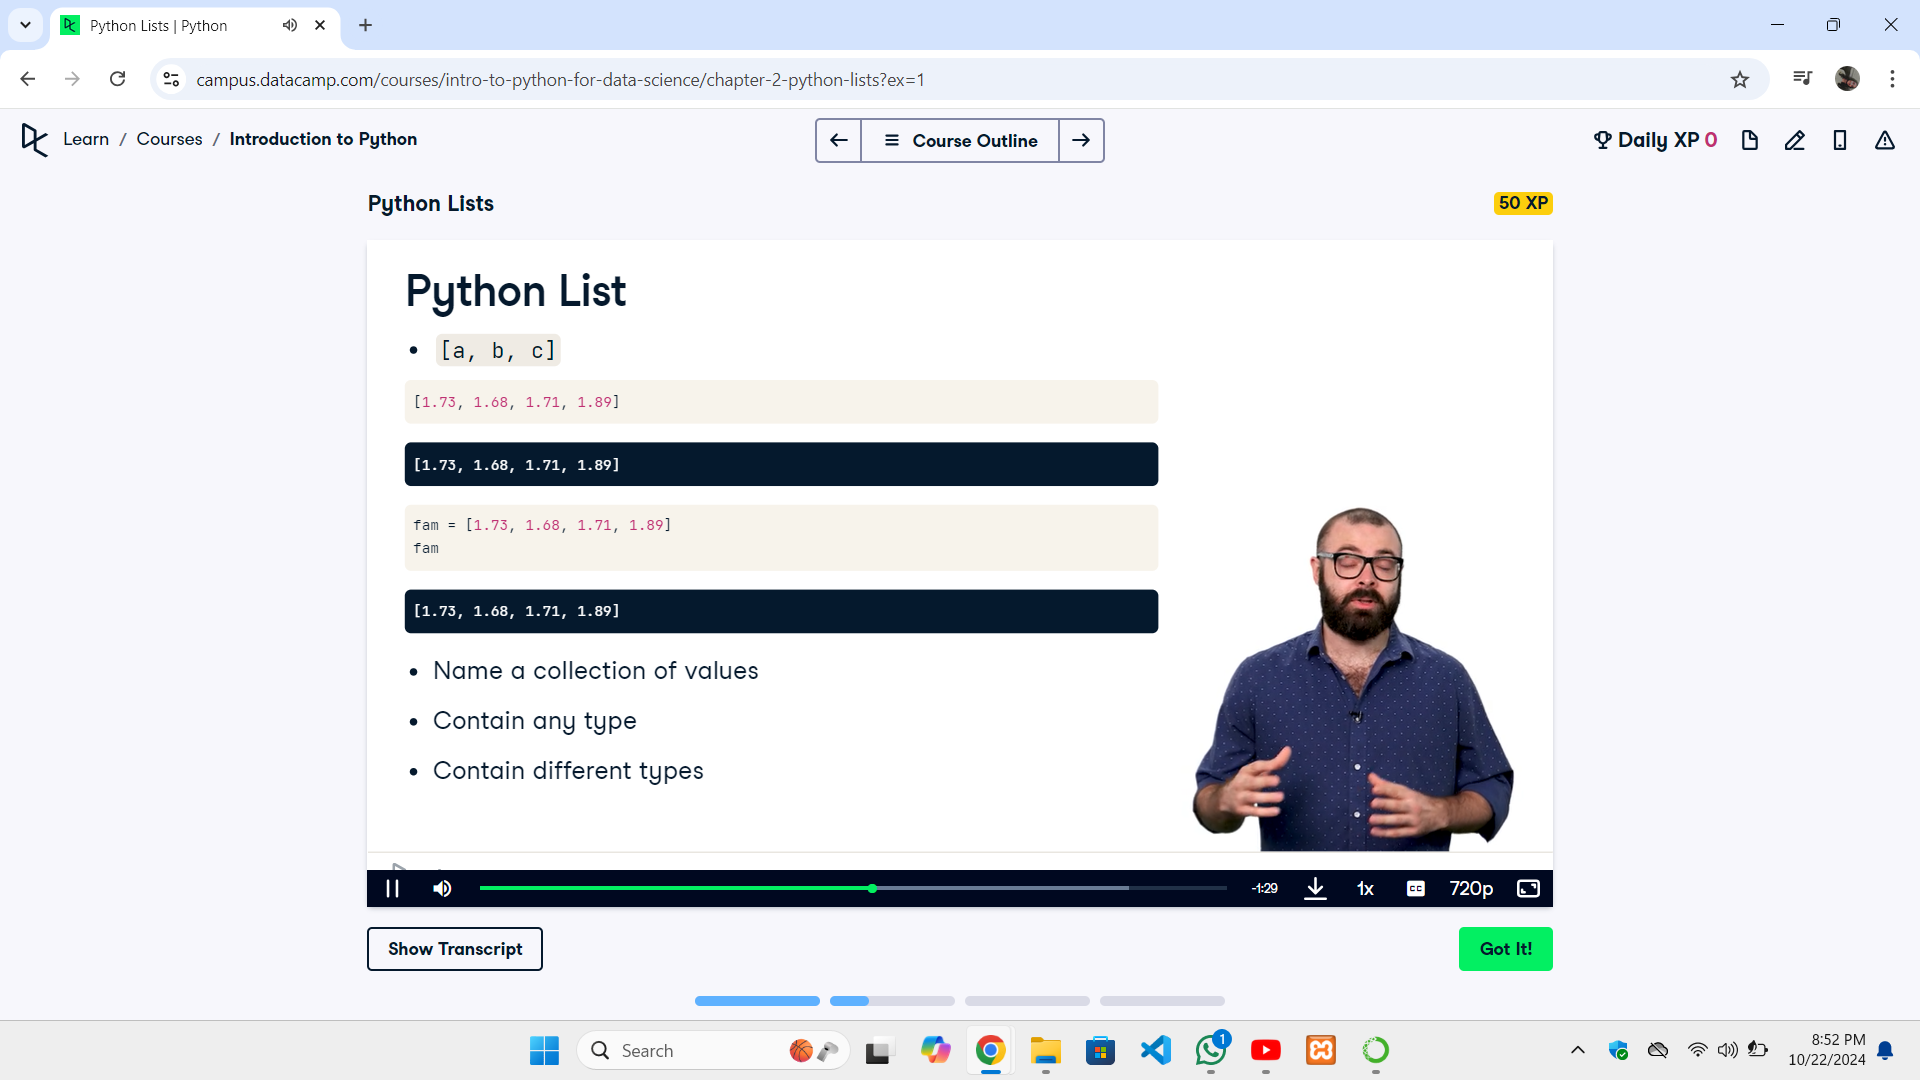 Python Lists | Python
campus.datacamp.com/courses/intro-to-python-for-data-science/chapter-2-python-lists?ex=1
Learn / Courses / Introduction to Python
Course Outline
Daily XP 0
Python Lists
50 XP
Python List
• [a, b, c]
[1.73, 1.68, 1.71, 1.89]
[1.73, 1.68, 1.71, 1.89]
fam = [1.73, 1.68, 1.71, 1.89]
fam
[1.73, 1.68, 1.71, 1.89]
• Name a collection of values
• Contain any type
• Contain different types
-1:29
1x
CC
720p
Show Transcript
Got It!
Search
1
8:52 PM
10/22/2024